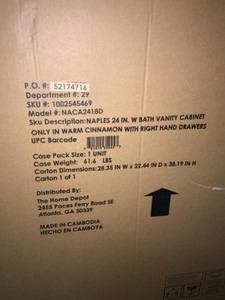 P.O. #: 52174716
Department #: 29
SKU #: 1002545469
Model #: NACA2418D
Sku Description: NAPLES 24 IN. W BATH VANITY CABINET
ONLY IN WARM CINNAMON WITH RIGHT HAND DRAWERS
UPC Barcode
Case Pack Size: 1 UNIT
Case Weight: 61.6 LBS
Carton Dimensions: 28.35 IN x 22.44 IN D x 38.19 IN H
Carton 1 of 1
Distributed By:
The Home Depot
2455 Paces Ferry Road SE
Atlanta, GA 30339
MADE IN CAMBODIA
HECHO EN CAMBOYA